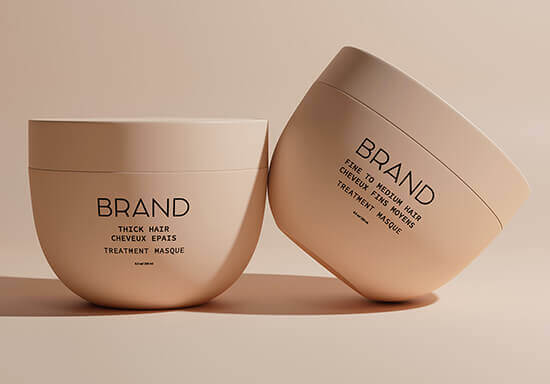 BRAND
THICK HAIR
CHEVEUX EPAIS
TREATMENT MASQUE
BRAND
FINE TO MEDIUM HAIR
CHEVEUX FINS MOYENS
TREATMENT MASQUE